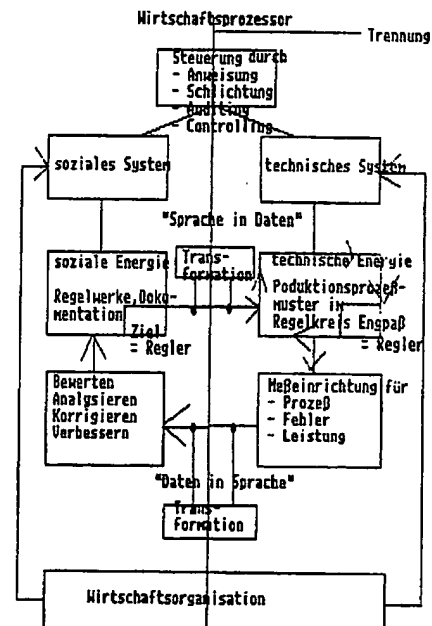 Wirtschaftsprozessor
Trennung
Steuerung durch
- Anweisung
- Schlichtung
- Auditing
- Controlling
soziales System
technisches System
"Sprache in Daten"
soziale Energie
Regelwerke,Doku-
mentation
Ziel
= Regler
Trans-
formation
technische Energie
Poduktionsprozeß-
muster im
Regelkreis Engpaß
= Regler
Bewerten
Analysieren
Korrigieren
Verbessern
Meßeinrichtung für
- Prozeß
- Fehler
- Leistung
"Daten in Sprache"
Trans-
formation
Wirtschaftsorganisation